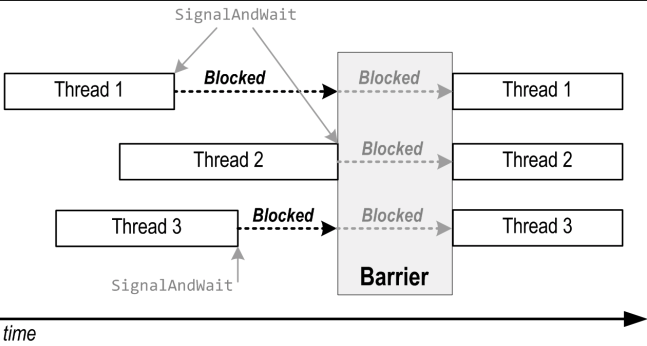 SignalAndWait
Thread 1 Blocked Blocked Thread 1
Thread 2 Blocked Thread 2
Thread 3 Blocked Blocked Thread 3
Barrier
SignalAndWait
time